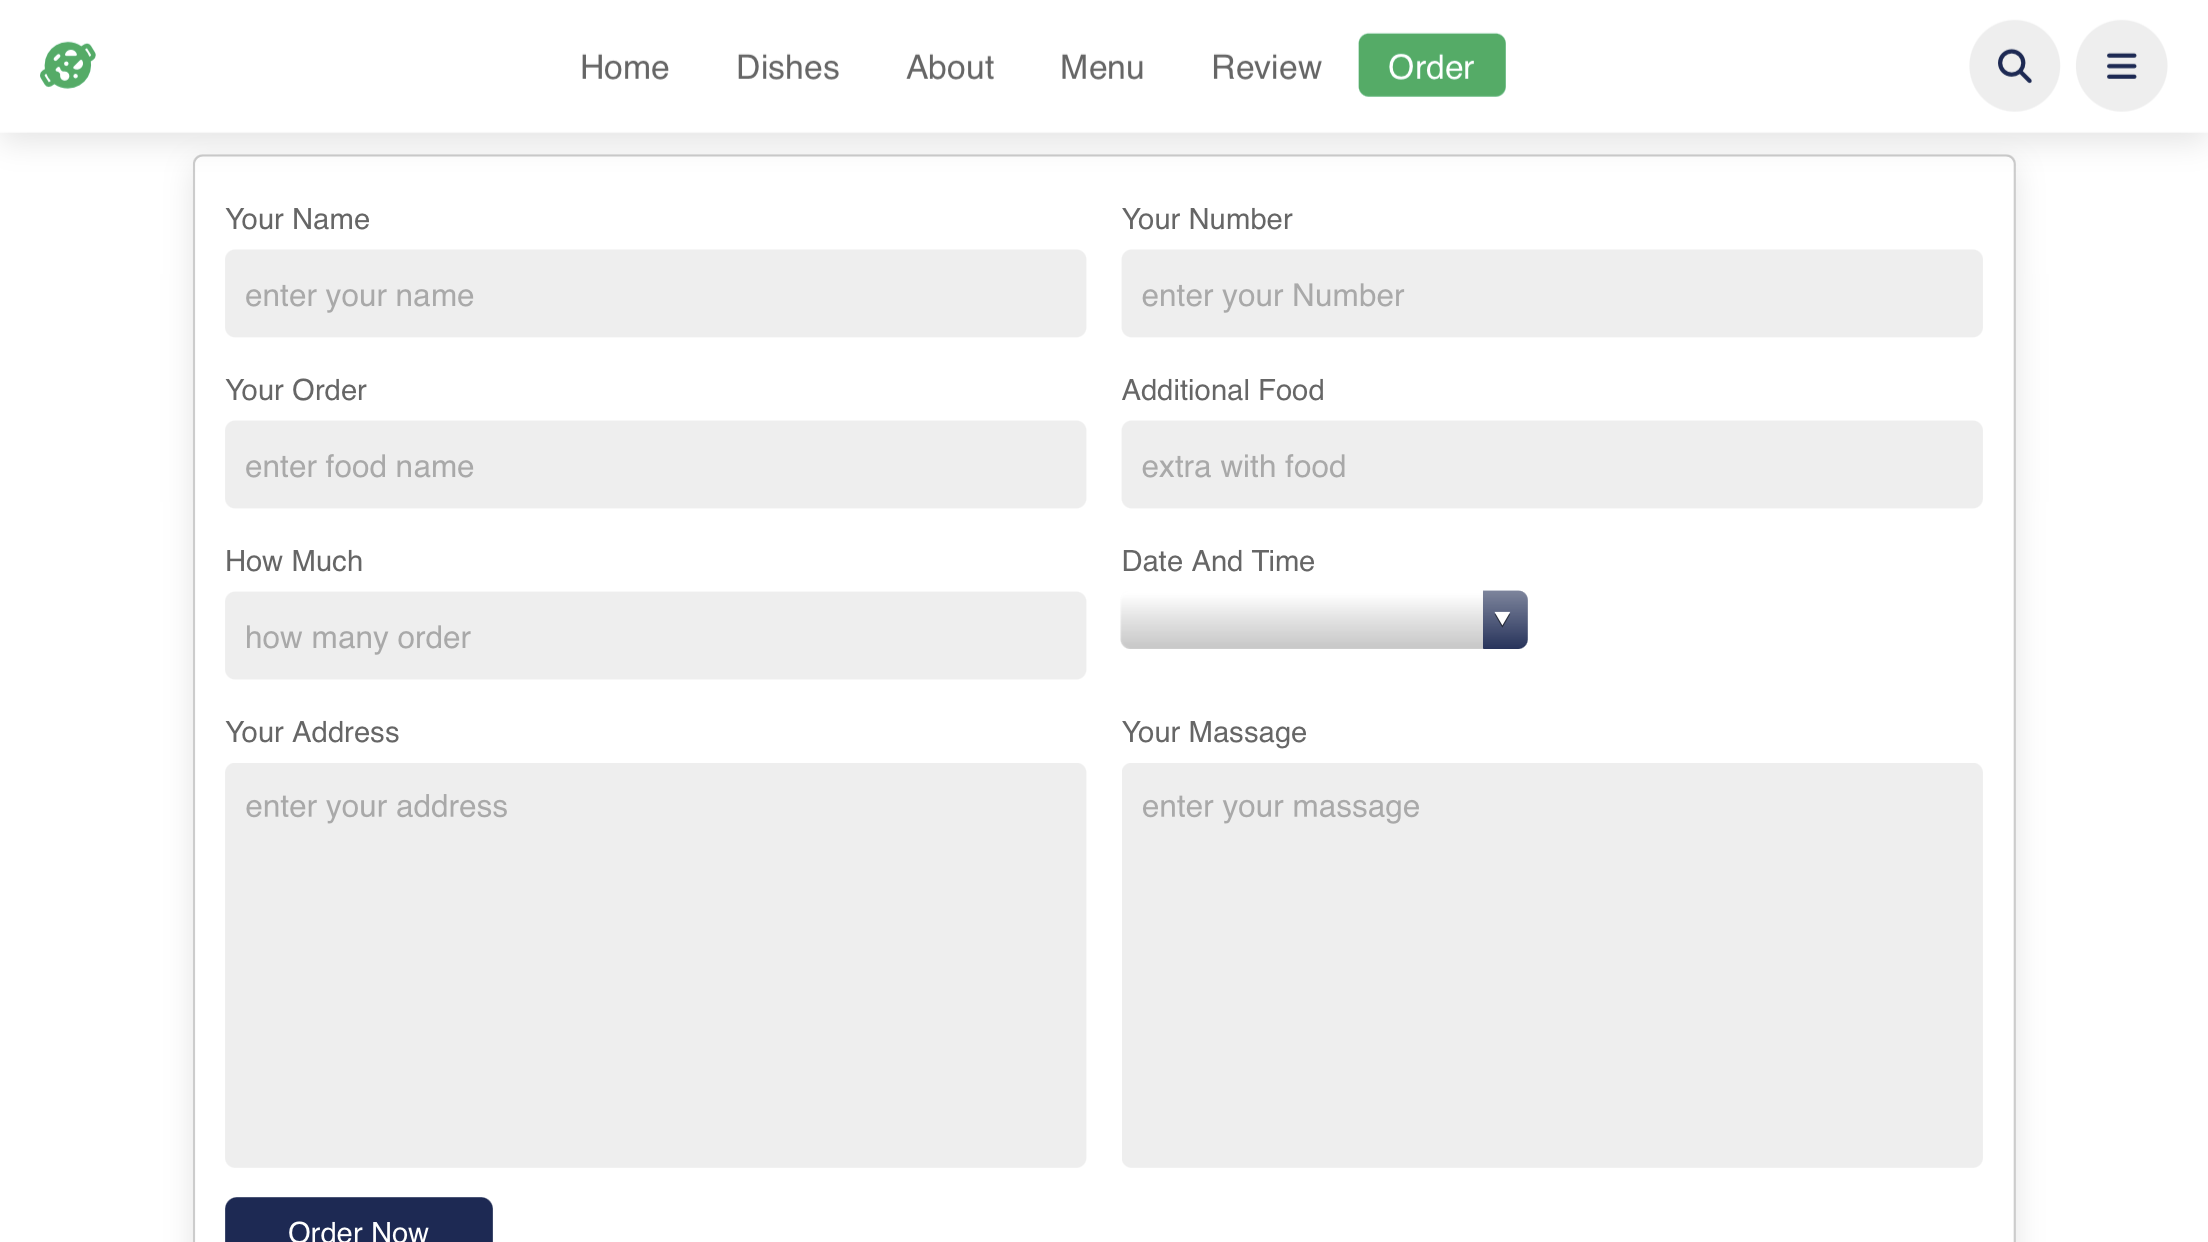 Home Dishes About Menu Review Order
Your Name
enter your name
Your Number
enter your Number
Your Order
enter food name
Additional Food
extra with food
How Much
how many order
Date And Time
Your Address
enter your address
Your Massage
enter your massage
Order Now